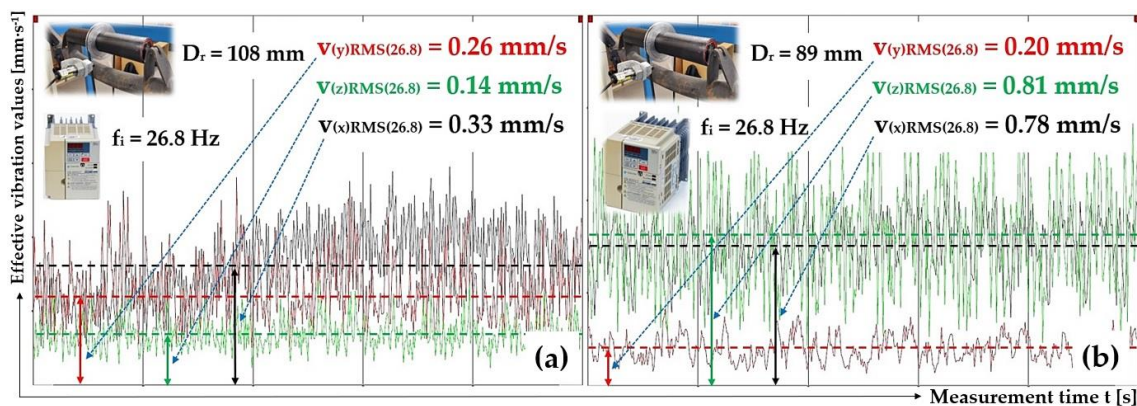 Effective vibration values [mm·s⁻¹]
Dᵣ = 108 mm
v(y)RMS(26.8) = 0.26 mm/s
v(z)RMS(26.8) = 0.14 mm/s
fᵢ = 26.8 Hz
v(x)RMS(26.8) = 0.33 mm/s
(a)
Dᵣ = 89 mm
v(y)RMS(26.8) = 0.20 mm/s
v(z)RMS(26.8) = 0.81 mm/s
fᵢ = 26.8 Hz
v(x)RMS(26.8) = 0.78 mm/s
(b)
Measurement time t [s]